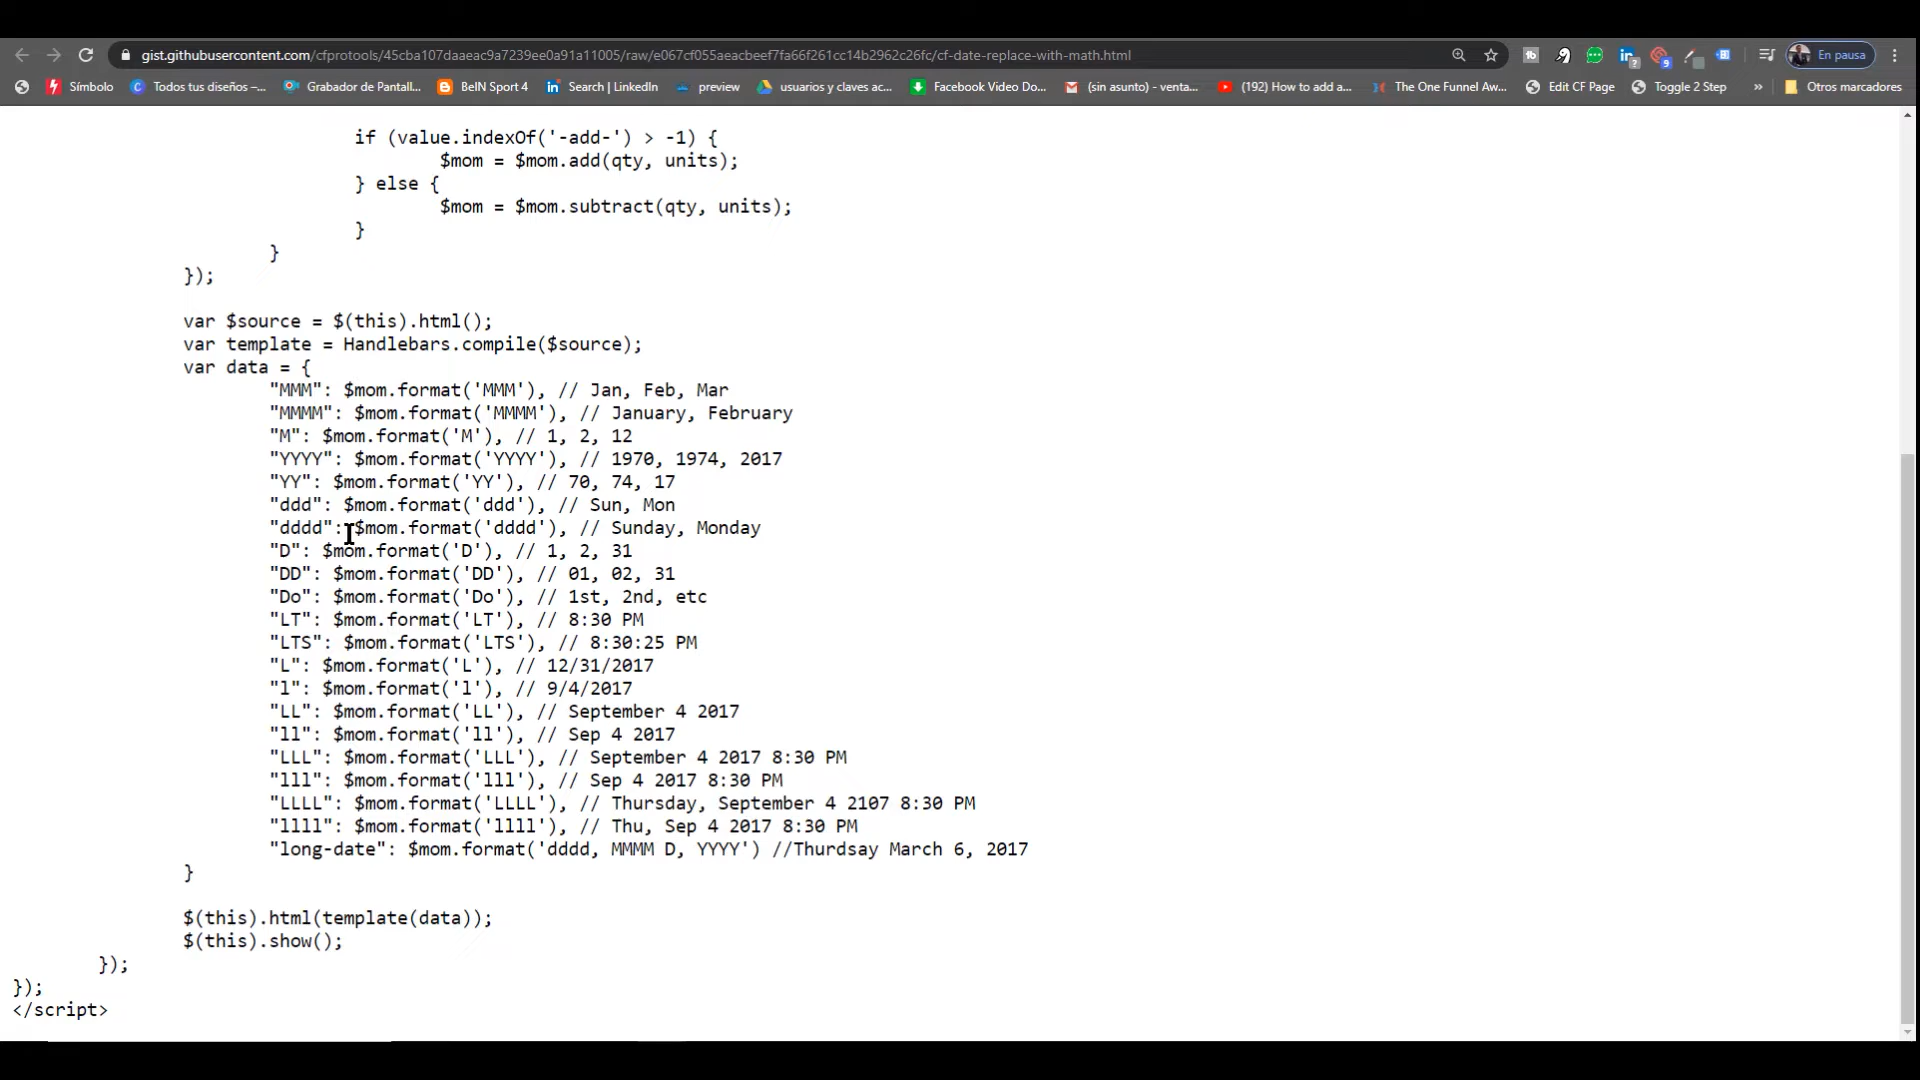 gist.githubusercontent.com/cfprotools/45cba107daaeac9a7239ee0a91a11005/raw/e067cf055aeacbeef7fa66f261cc14b2962c26fc/cf-date-replace-with-math.html
En pausa
Símbolo
Todos tus diseños –...
Grabador de Pantall...
BeIN Sport 4
Search | LinkedIn
preview
usuarios y claves ac...
Facebook Video Do...
(sin asunto) - venta...
(192) How to add a...
The One Funnel Aw...
Edit CF Page
Toggle 2 Step
»
Otros marcadores
if (value.indexOf('-add-') > -1) {
$mom = $mom.add(qty, units);
} else {
$mom = $mom.subtract(qty, units);
}
}
});
var $source = $(this).html();
var template = Handlebars.compile($source);
var data = {
"MMM": $mom.format('MMM'), // Jan, Feb, Mar
"MMMM": $mom.format('MMMM'), // January, February
"M": $mom.format('M'), // 1, 2, 12
"YYYY": $mom.format('YYYY'), // 1970, 1974, 2017
"YY": $mom.format('YY'), // 70, 74, 17
"ddd": $mom.format('ddd'), // Sun, Mon
"dddd": $mom.format('dddd'), // Sunday, Monday
"D": $mom.format('D'), // 1, 2, 31
"DD": $mom.format('DD'), // 01, 02, 31
"Do": $mom.format('Do'), // 1st, 2nd, etc
"LT": $mom.format('LT'), // 8:30 PM
"LTS": $mom.format('LTS'), // 8:30:25 PM
"L": $mom.format('L'), // 12/31/2017
"l": $mom.format('l'), // 9/4/2017
"LL": $mom.format('LL'), // September 4 2017
"ll": $mom.format('ll'), // Sep 4 2017
"LLL": $mom.format('LLL'), // September 4 2017 8:30 PM
"lll": $mom.format('lll'), // Sep 4 2017 8:30 PM
"LLLL": $mom.format('LLLL'), // Thursday, September 4 2107 8:30 PM
"llll": $mom.format('llll'), // Thu, Sep 4 2017 8:30 PM
"long-date": $mom.format('dddd, MMMM D, YYYY') //Thurdsay March 6, 2017
}
$(this).html(template(data));
$(this).show();
});
});
</script>